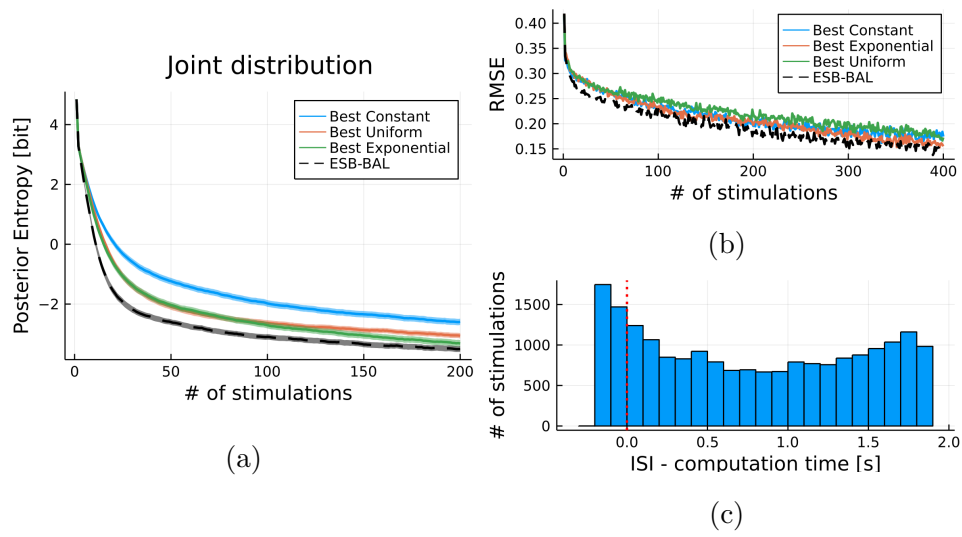 Joint distribution
Posterior Entropy [bit]
4
2
0
−2
Best Constant
Best Uniform
Best Exponential
ESB-BAL
0 50 100 150 200
# of stimulations
(a)
RMSE
0.40
0.35
0.30
0.25
0.20
0.15
Best Constant
Best Exponential
Best Uniform
ESB-BAL
0 100 200 300 400
# of stimulations
(b)
# of stimulations
1500
1000
500
0
0.0 0.5 1.0 1.5 2.0
ISI - computation time [s]
(c)